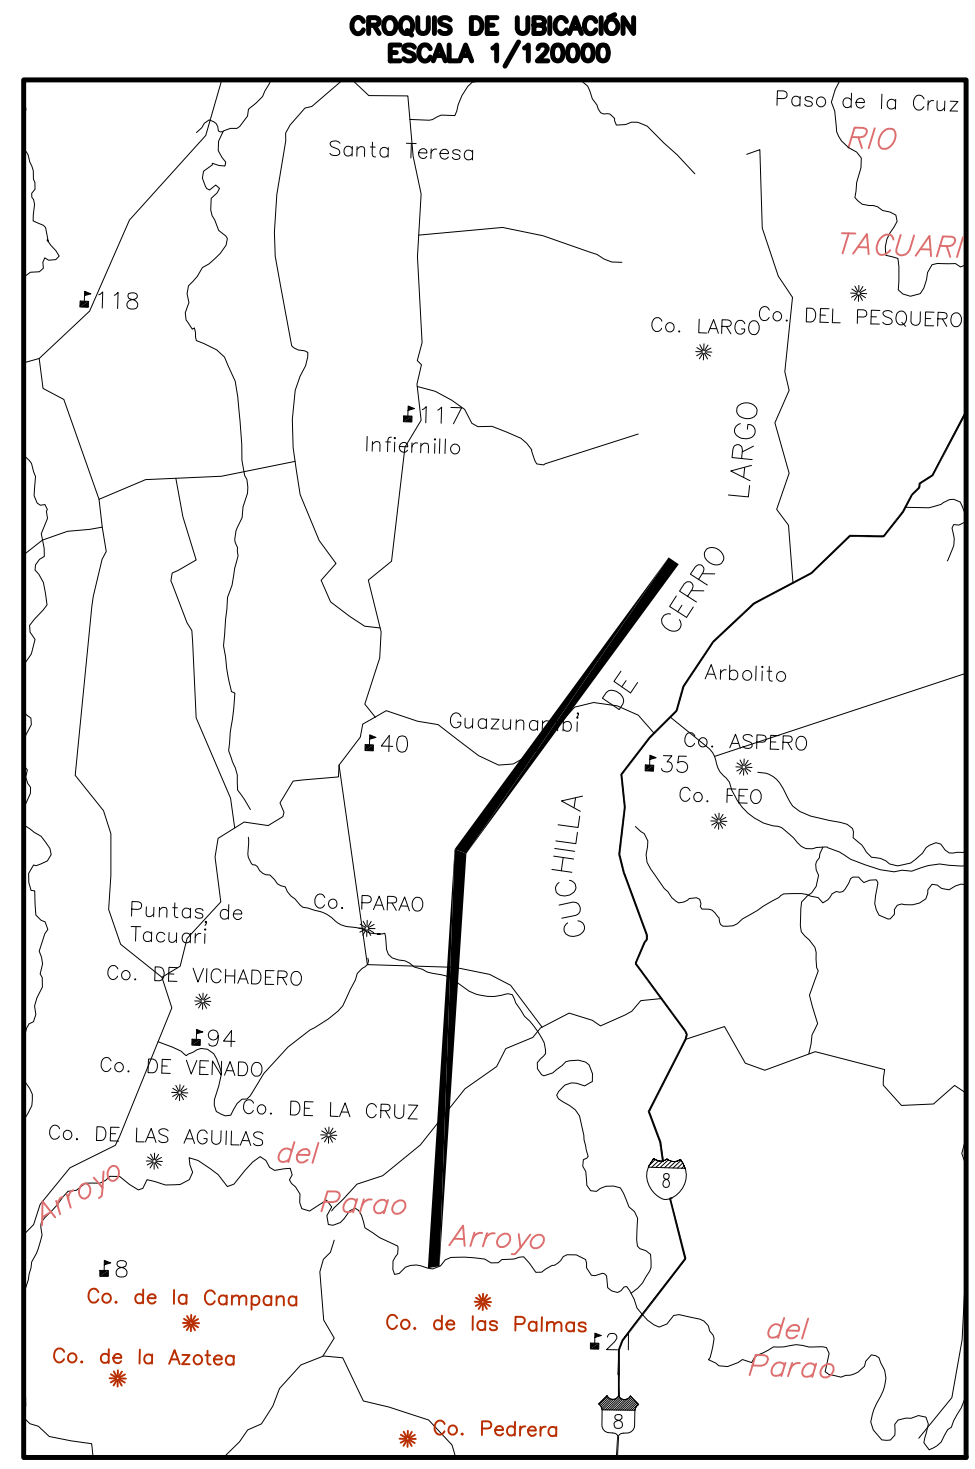 CROQUIS DE UBICACIÓN
ESCALA 1/120000
Paso de la Cruz
RIO
Santa Teresa
TACUARI
118
Co. DEL PESQUERO
Co. LARGO
117
Infiernillo
LARGO
CERRO
DE
Arbolito
Guazunambí
40
Co. ASPERO
35
Co. FEO
CUCHILLA
Co. PARAO
Puntas de
Tacuarí
Co. DE VICHADERO
94
Co. DE VENADO
Co. DE LA CRUZ
Co. DE LAS AGUILAS
del
8
Arroyo
Parao
Arroyo
8
Co. de la Campana
Co. de las Palmas
del
2
Co. de la Azotea
Parao
8
Co. Pedrera